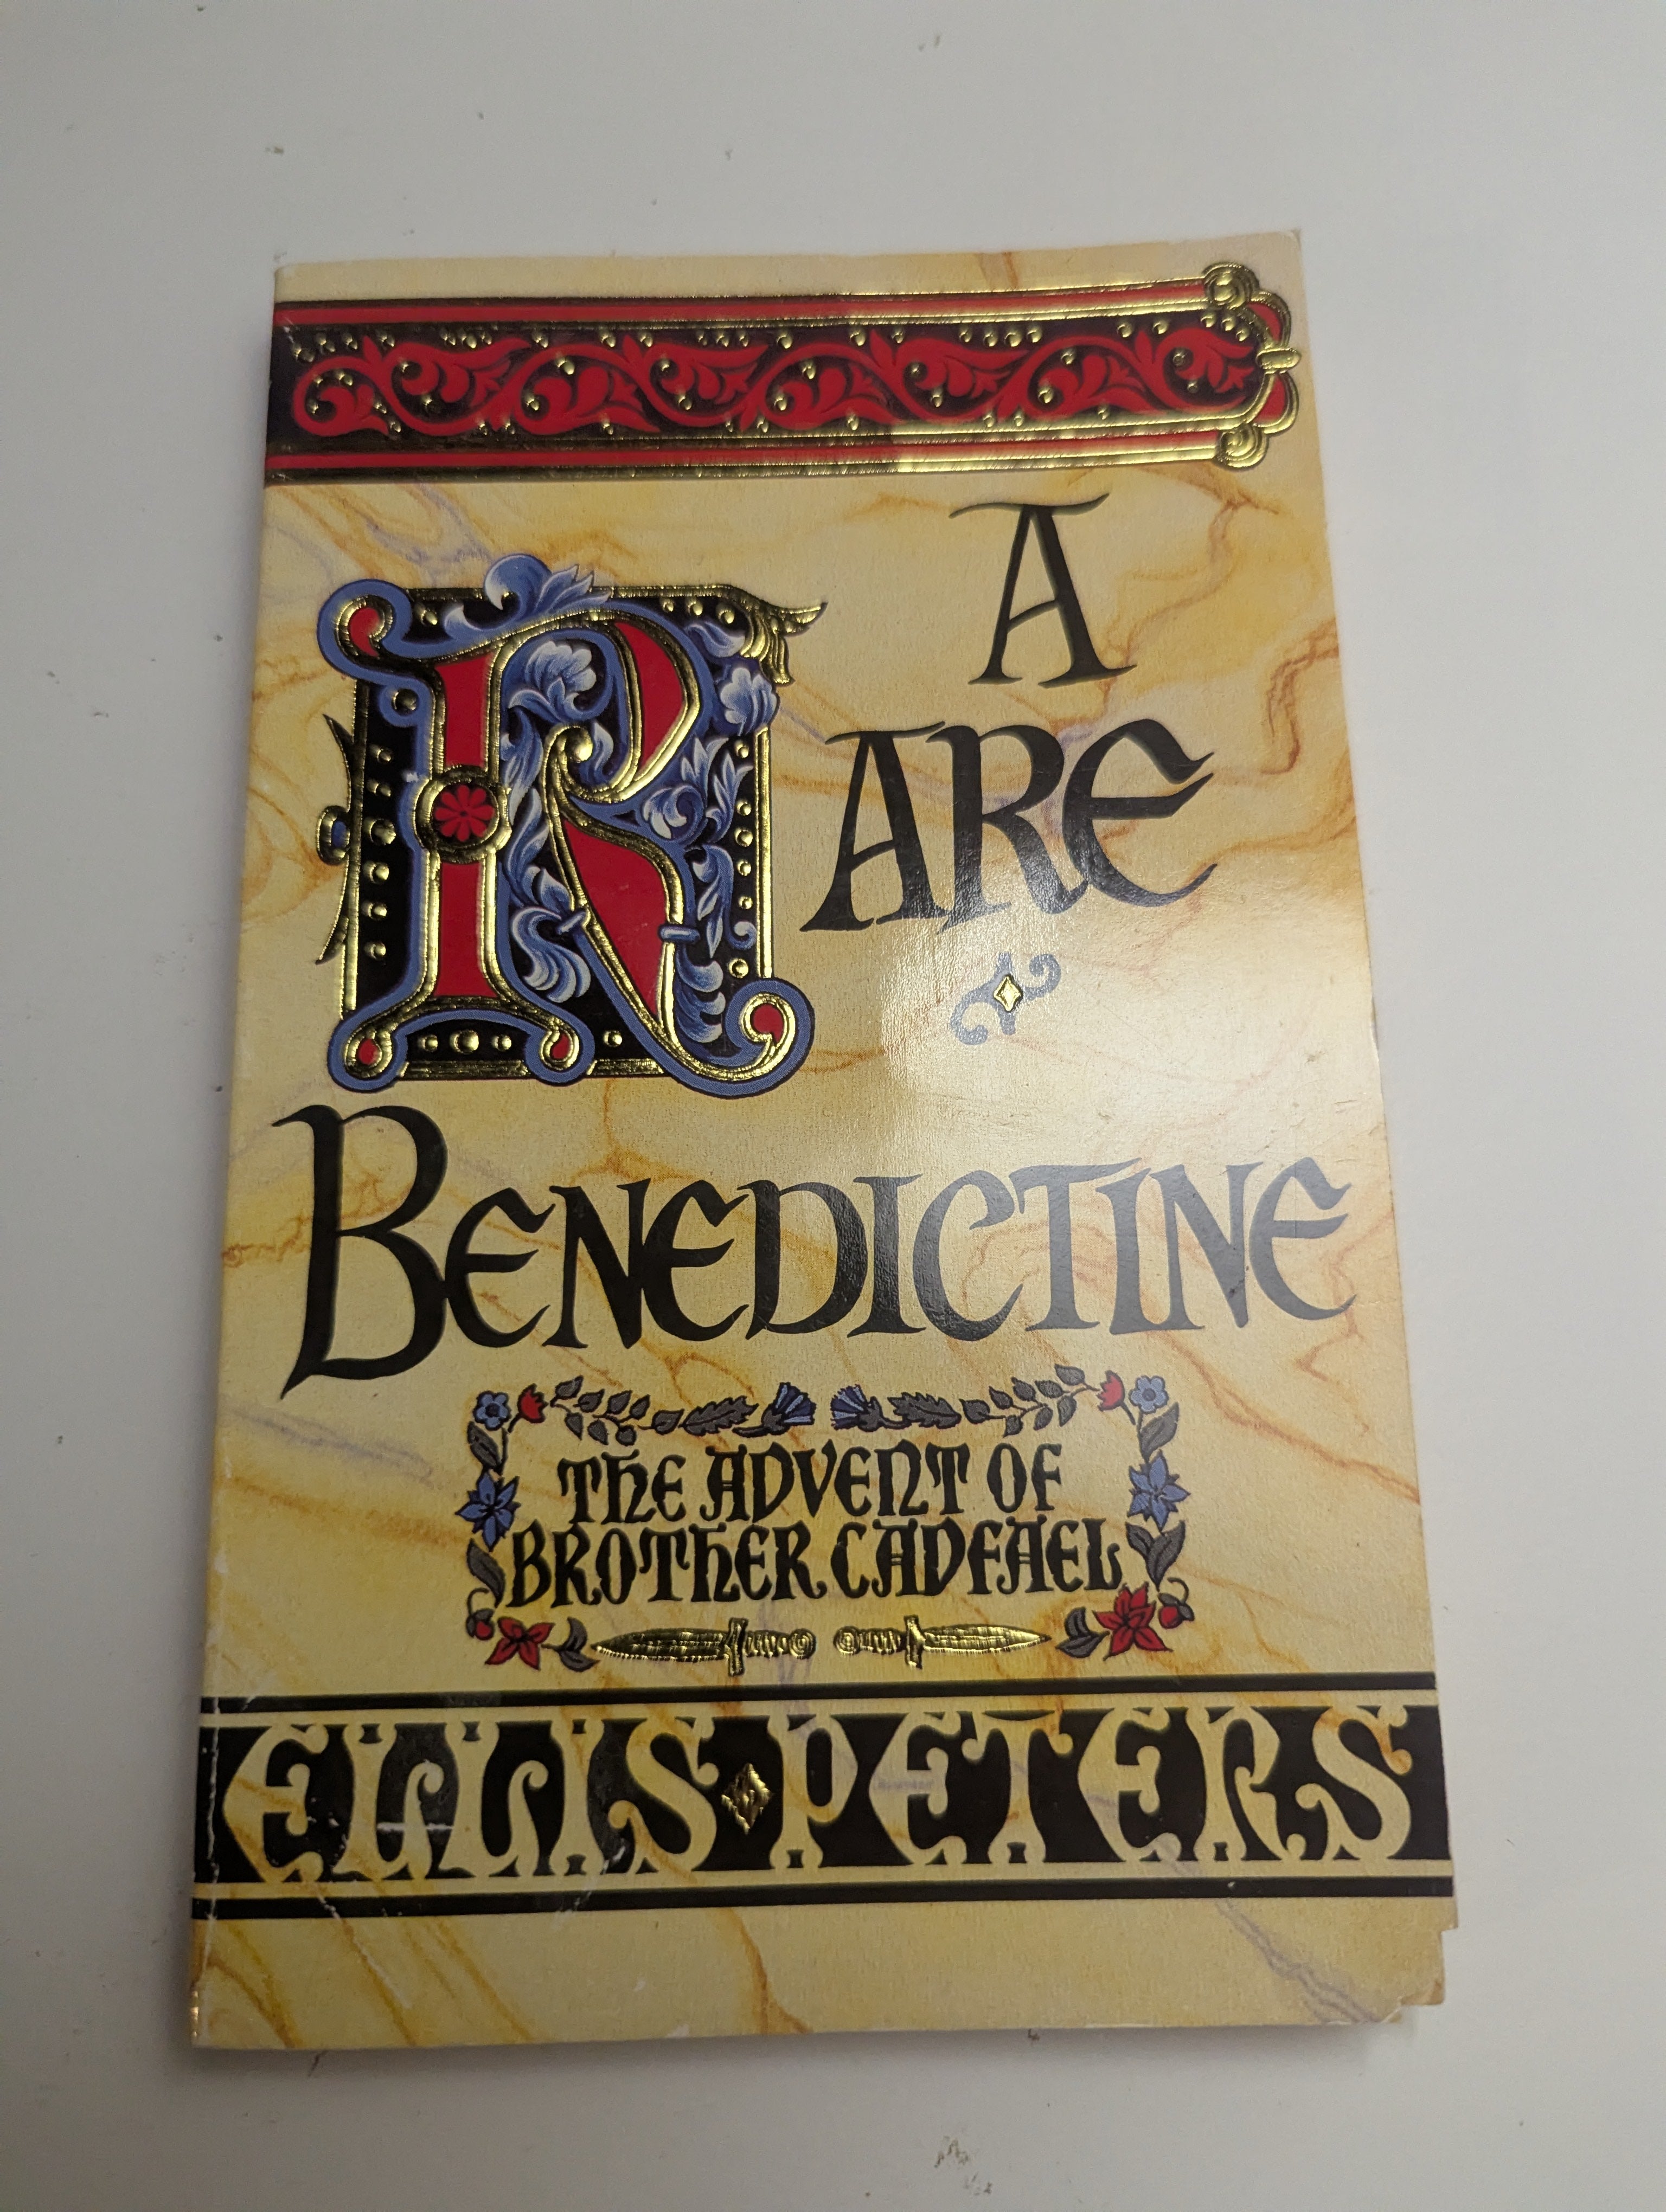 A
RARE
BENEDICTINE
THE ADVENT OF
BROTHER CADFAEL
ELLIS PETERS